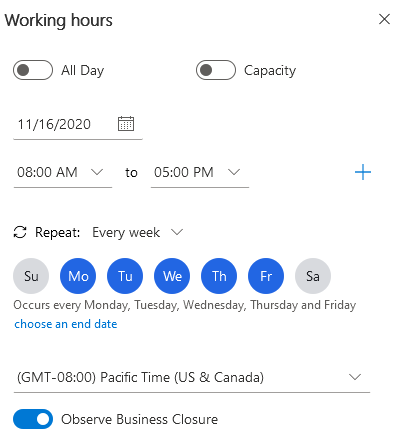 Working hours
All Day Capacity
11/16/2020
08:00 AM to 05:00 PM
Repeat: Every week
Su Mo Tu We Th Fr Sa
Occurs every Monday, Tuesday, Wednesday, Thursday and Friday
choose an end date
(GMT-08:00) Pacific Time (US & Canada)
Observe Business Closure